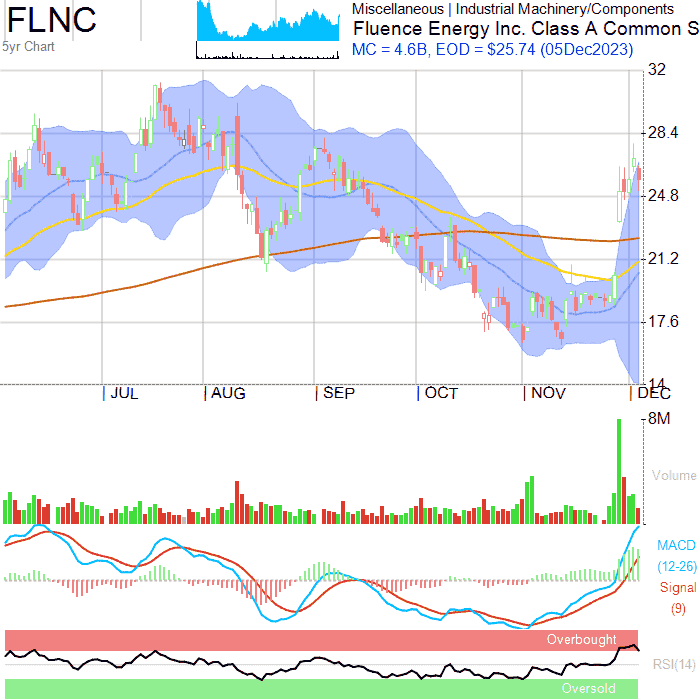 FLNC
5yr Chart
Miscellaneous | Industrial Machinery/Components
Fluence Energy Inc. Class A Common S
MC = 4.6B, EOD = $25.74 (05Dec2023)
32
28.4
24.8
21.2
17.6
14
JUL
AUG
SEP
OCT
NOV
DEC
8M
Volume
MACD
(12-26)
Signal
(9)
Overbought
RSI(14)
Oversold